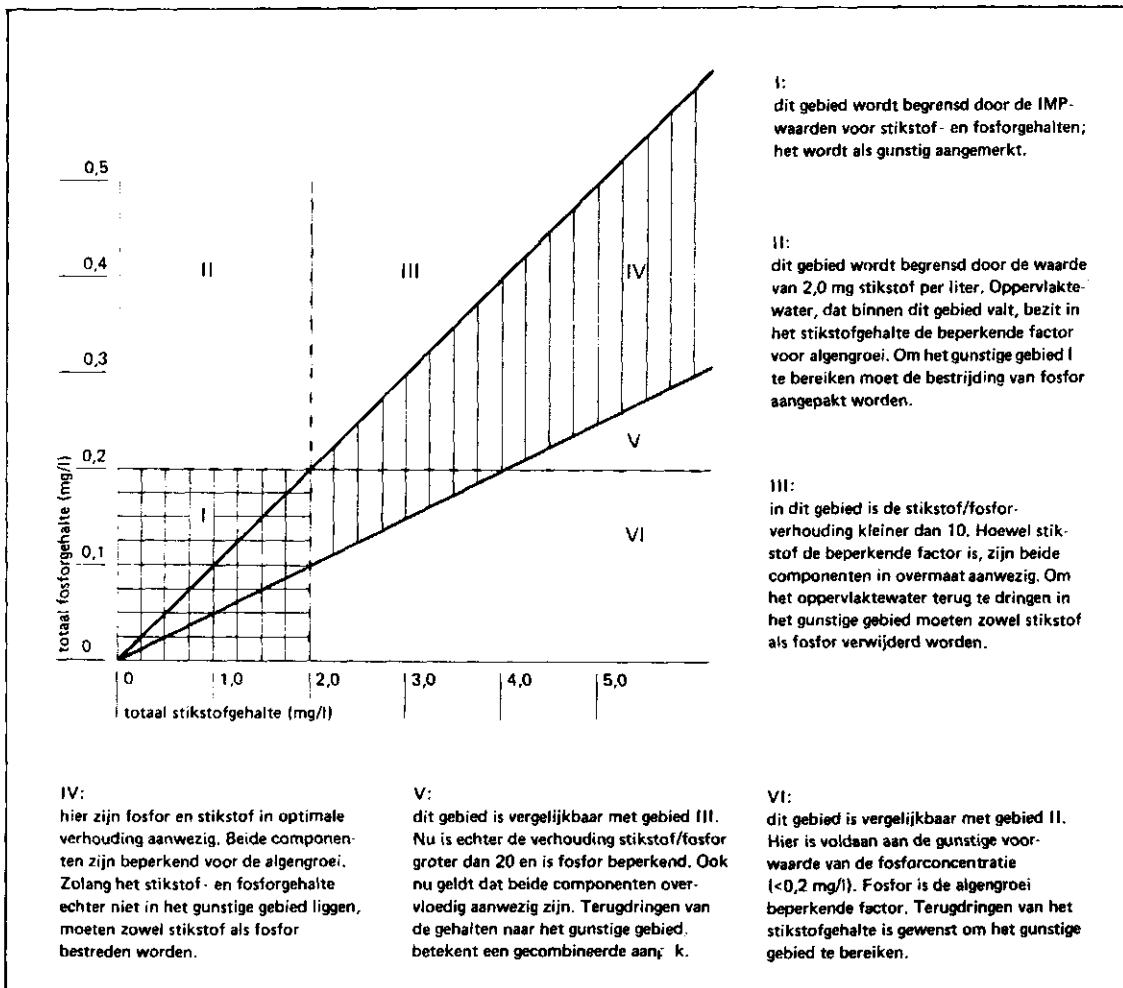 I:
dit gebied wordt begrensd door de IMP-
waarden voor stikstof- en fosforgehalten;
het wordt als gunstig aangemerkt.
II:
dit gebied wordt begrensd door de waarde
van 2,0 mg stikstof per liter. Oppervlakte-
water, dat binnen dit gebied valt, bezit in
het stikstofgehalte de beperkende factor
voor algengroei. Om het gunstige gebied I
te bereiken moet de bestrijding van fosfor
aangepakt worden.
III:
in dit gebied is de stikstof/fosfor-
verhouding kleiner dan 10. Hoewel stik-
stof de beperkende factor is, zijn beide
componenten in overmaat aanwezig. Om
het oppervlaktewater terug te dringen in
het gunstige gebied moeten zowel stikstof
als fosfor verwijderd worden.
totaal fosforgehalte (mg/l)
0,5
0,4
0,3
0,2
0,1
0
II
III
IV
V
I
VI
0
1,0
2,0
3,0
4,0
5,0
totaal stikstofgehalte (mg/l)
IV:
hier zijn fosfor en stikstof in optimale
verhouding aanwezig. Beide componen-
ten zijn beperkend voor de algengroei.
Zolang het stikstof- en fosforgehalte
echter niet in het gunstige gebied liggen,
moeten zowel stikstof als fosfor
bestreden worden.
V:
dit gebied is vergelijkbaar met gebied III.
Nu is echter de verhouding stikstof/fosfor
groter dan 20 en is fosfor beperkend. Ook
nu geldt dat beide componenten over-
vloedig aanwezig zijn. Terugdringen van
de gehalten naar het gunstige gebied.
betekent een gecombineerde
VI:
dit gebied is vergelijkbaar met gebied II.
Hier is voldaan aan de gunstige voor-
waarde van de fosforconcentratie
(<0,2 mg/l). Fosfor is de algengroei
beperkende factor. Terugdringen van het
stikstofgehalte is gewenst om het gunstige
gebied te bereiken.